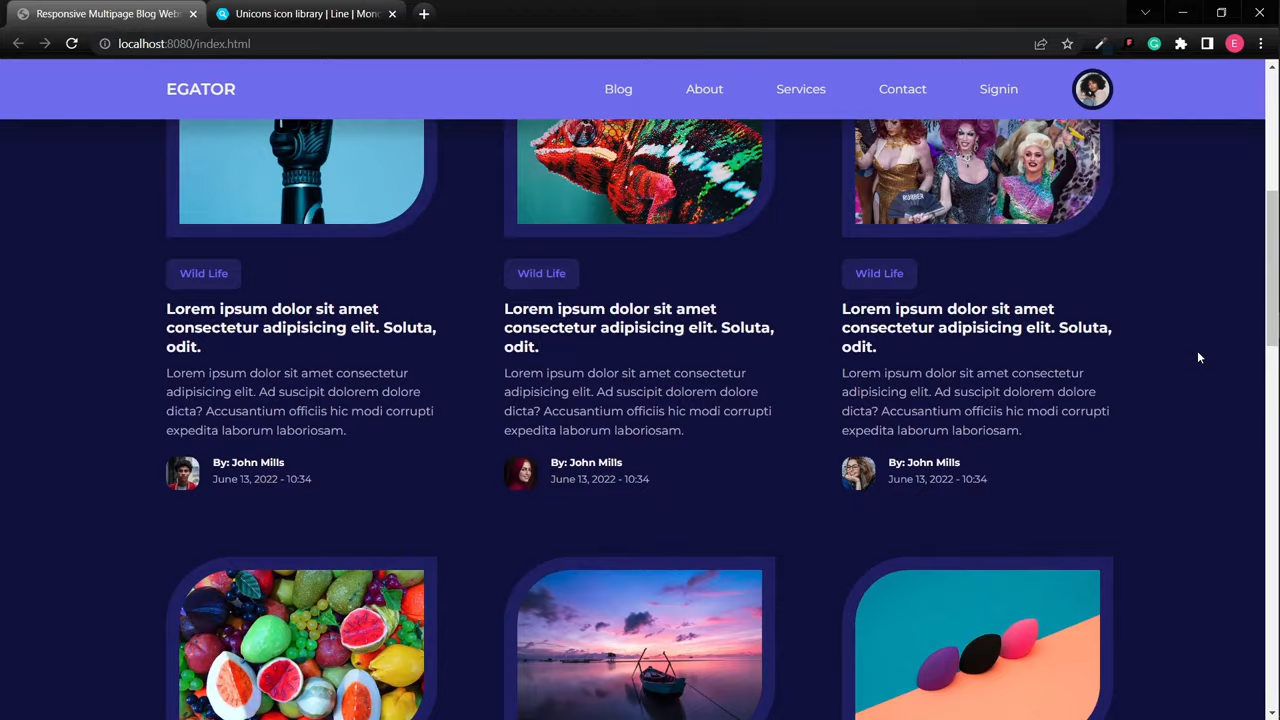 Responsive Multipage Blog Web
Unicons icon library | Line | Mono
localhost:8080/index.html
E
EGATOR
Blog
About
Services
Contact
Signin
Wild Life
Lorem ipsum dolor sit amet
consectetur adipisicing elit. Soluta,
odit.
Lorem ipsum dolor sit amet consectetur
adipisicing elit. Ad suscipit dolorem dolore
dicta? Accusantium officiis hic modi corrupti
expedita laborum laboriosam.
By: John Mills
June 13, 2022 - 10:34
Wild Life
Lorem ipsum dolor sit amet
consectetur adipisicing elit. Soluta,
odit.
Lorem ipsum dolor sit amet consectetur
adipisicing elit. Ad suscipit dolorem dolore
dicta? Accusantium officiis hic modi corrupti
expedita laborum laboriosam.
By: John Mills
June 13, 2022 - 10:34
Wild Life
Lorem ipsum dolor sit amet
consectetur adipisicing elit. Soluta,
odit.
Lorem ipsum dolor sit amet consectetur
adipisicing elit. Ad suscipit dolorem dolore
dicta? Accusantium officiis hic modi corrupti
expedita laborum laboriosam.
By: John Mills
June 13, 2022 - 10:34